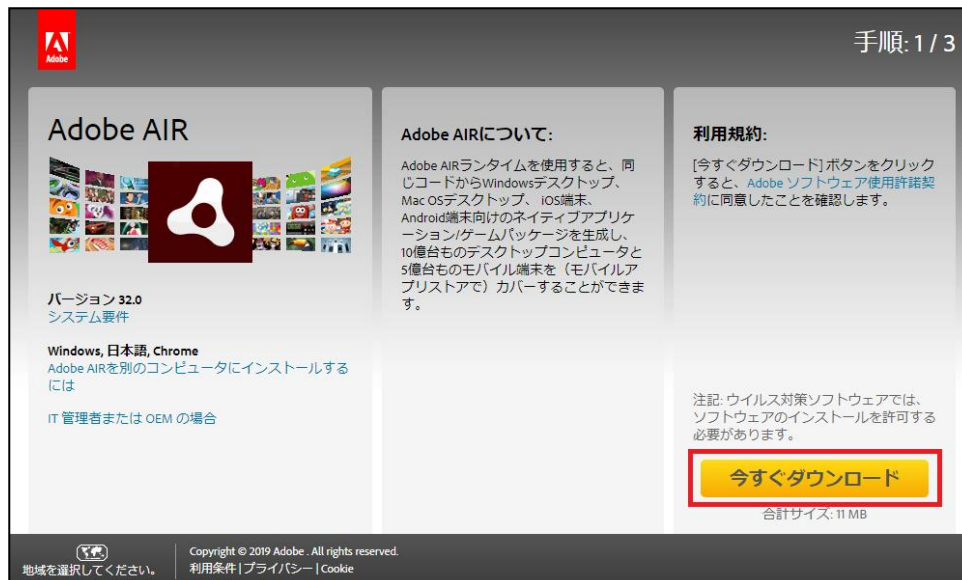 Adobe
手順: 1 / 3
Adobe AIR
バージョン 32.0
システム要件
Windows, 日本語, Chrome
Adobe AIRを別のコンピュータにインストールする
には
IT 管理者または OEM の場合
Adobe AIRについて:
Adobe AIRランタイムを使用すると、同
じコードからWindowsデスクトップ、
Mac OSデスクトップ、 iOS端末、
Android端末向けのネイティブアプリケ
ーション/ゲームパッケージを生成し、
10億台ものデスクトップコンピュータと
5億台ものモバイル端末を（モバイルア
プリストアで）カバーすることができま
す。
利用規約:
[今すぐダウンロード] ボタンをクリック
すると、Adobe ソフトウェア使用許諾契
約に同意したことを確認します。
注記: ウイルス対策ソフトウェアでは、
ソフトウェアのインストールを許可する
必要があります。
今すぐダウンロード
合計サイズ: 11 MB
地域を選択してください。
Copyright © 2019 Adobe . All rights reserved.
利用条件 | プライバシー | Cookie